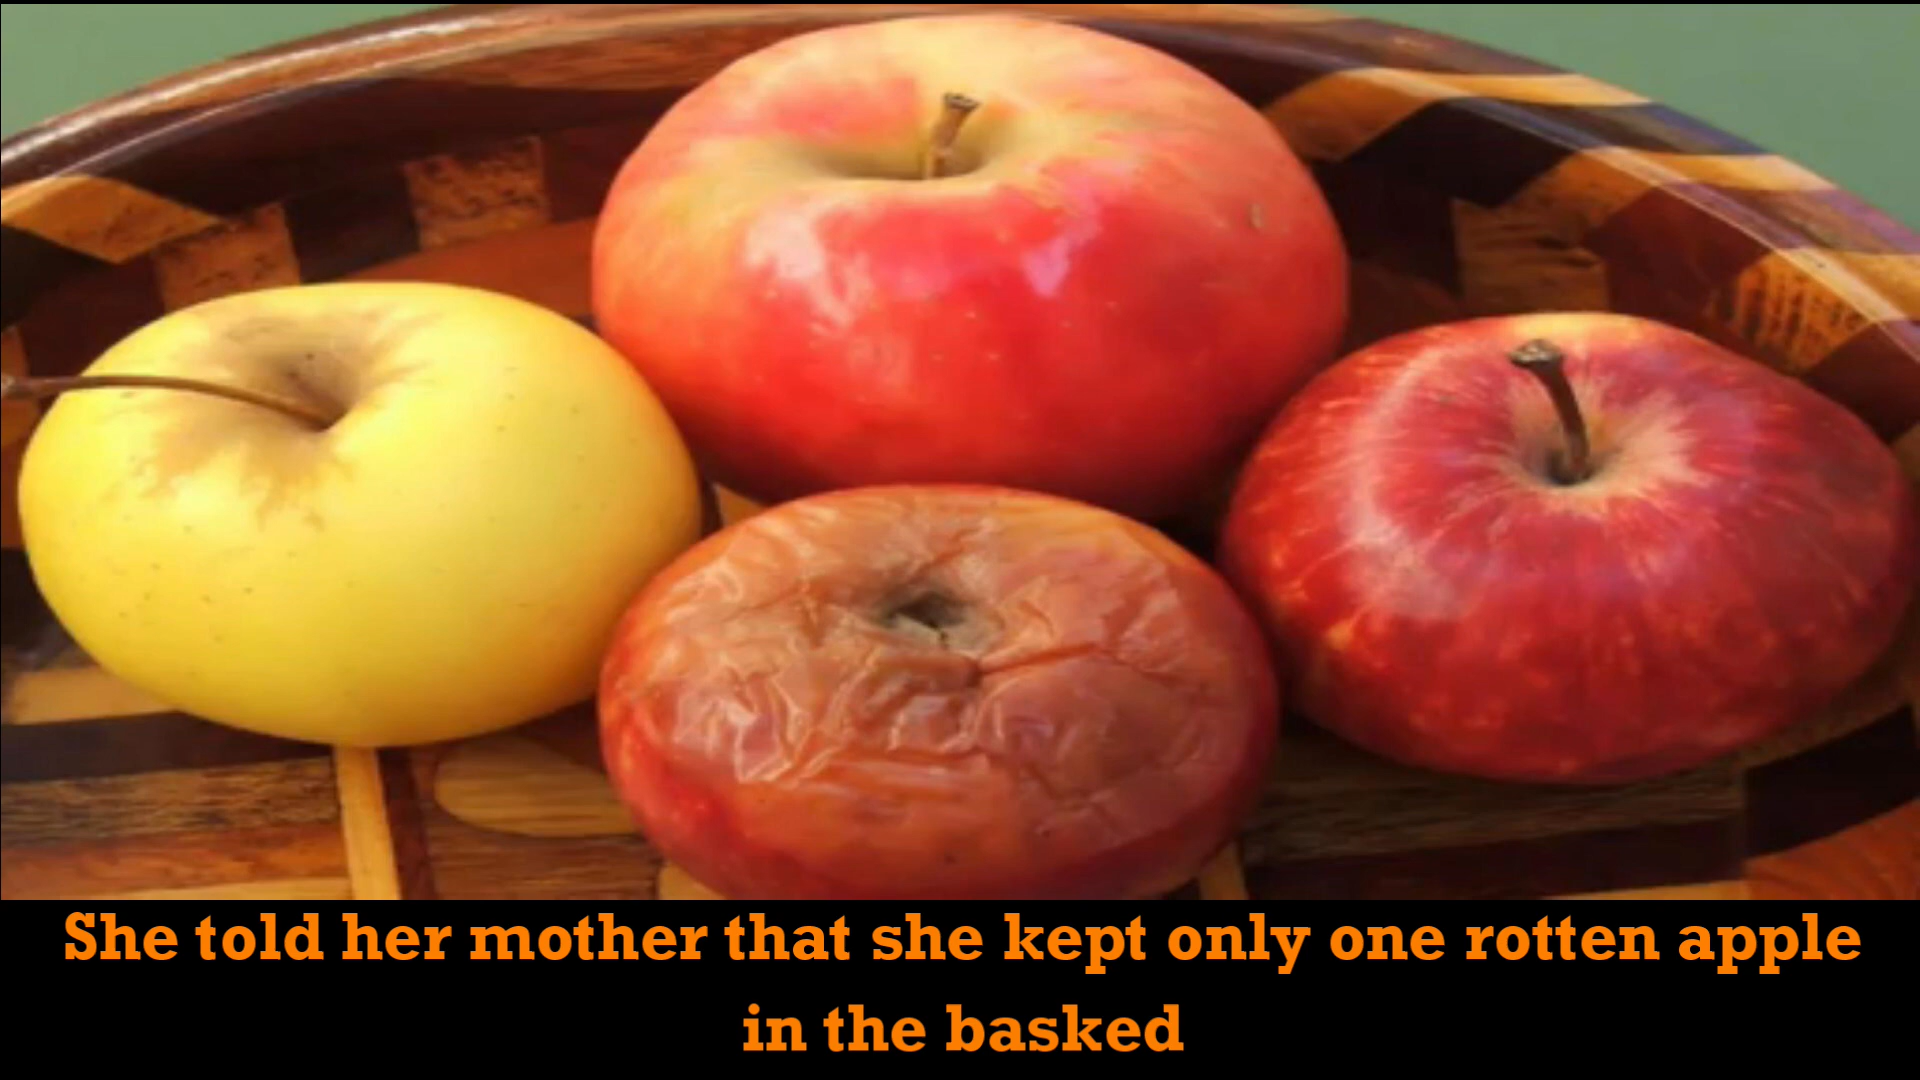 She told her mother that she kept only one rotten apple
in the basked